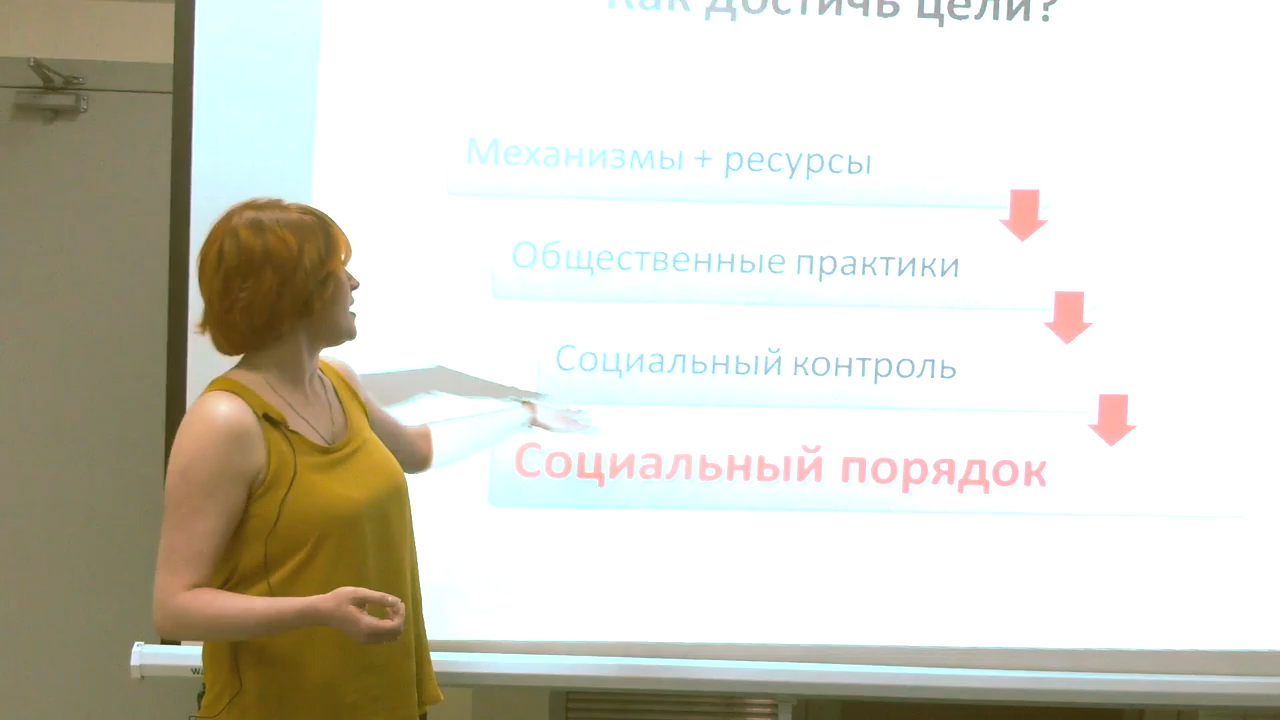 Как достичь цели?
Механизмы + ресурсы
Общественные практики
Социальный контроль
Социальный порядок